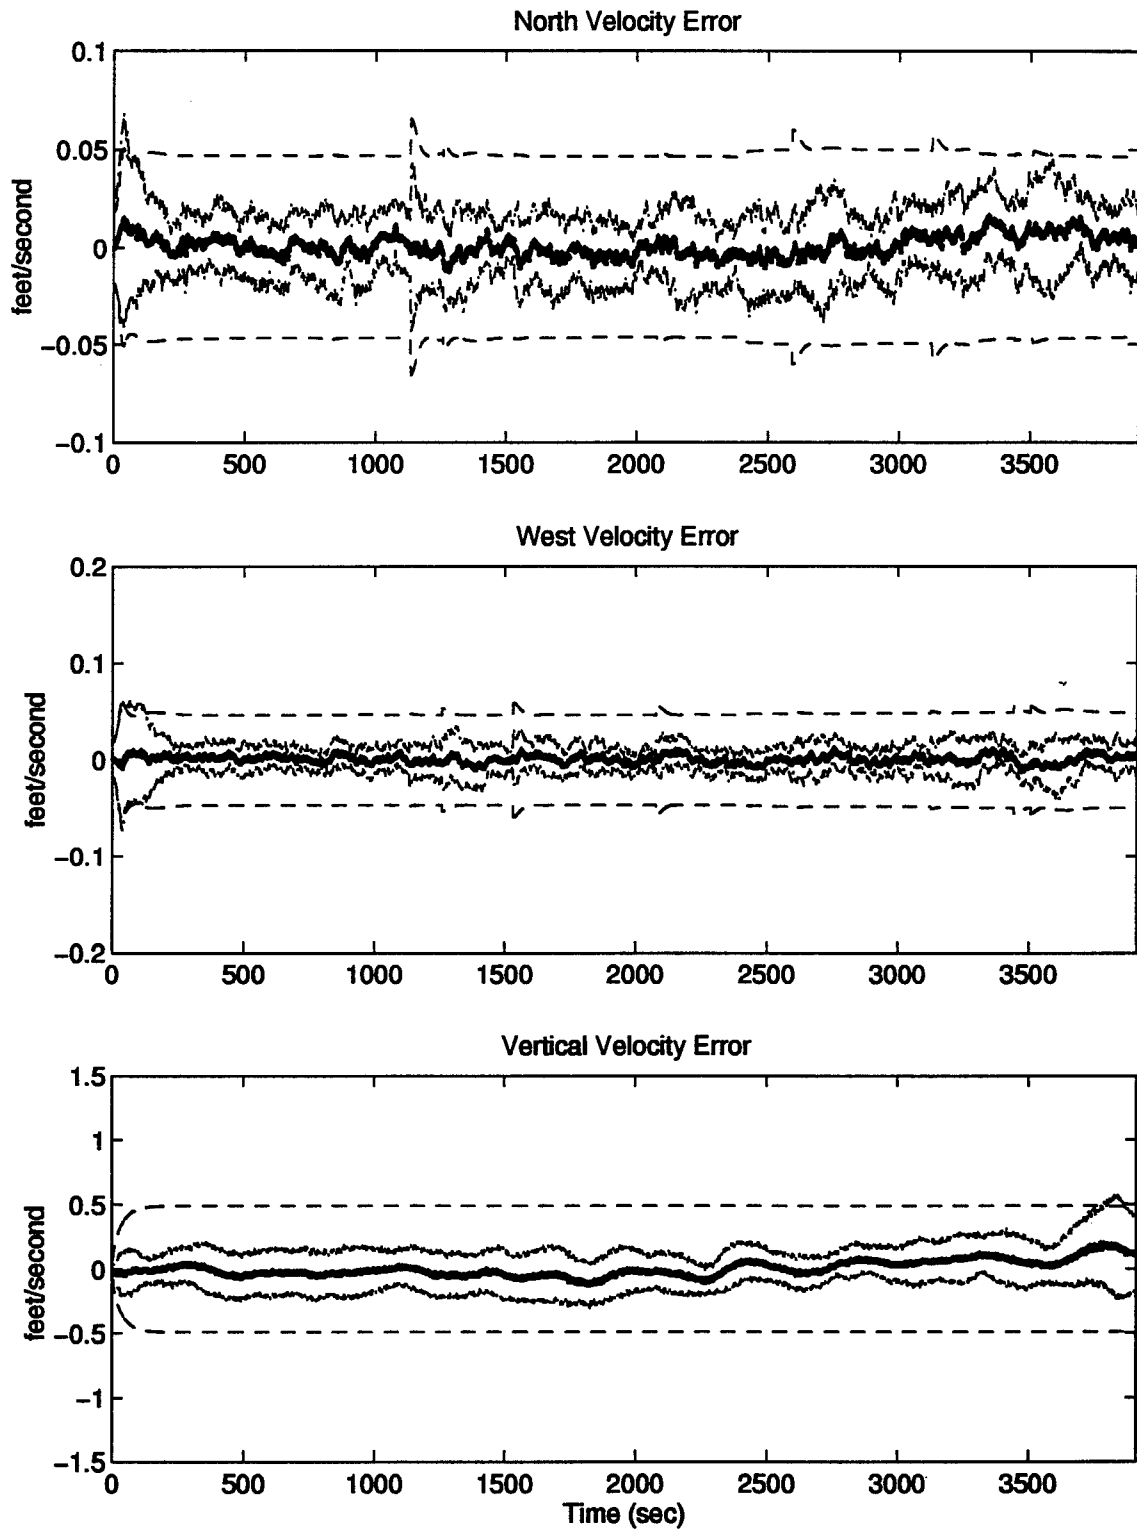 North Velocity Error
0.1
0.05
0
−0.05
−0.1
feet/second
0 500 1000 1500 2000 2500 3000 3500
West Velocity Error
0.2
0.1
0
−0.1
−0.2
feet/second
0 500 1000 1500 2000 2500 3000 3500
Vertical Velocity Error
1.5
1
0.5
0
−0.5
−1
−1.5
feet/second
0 500 1000 1500 2000 2500 3000 3500
Time (sec)